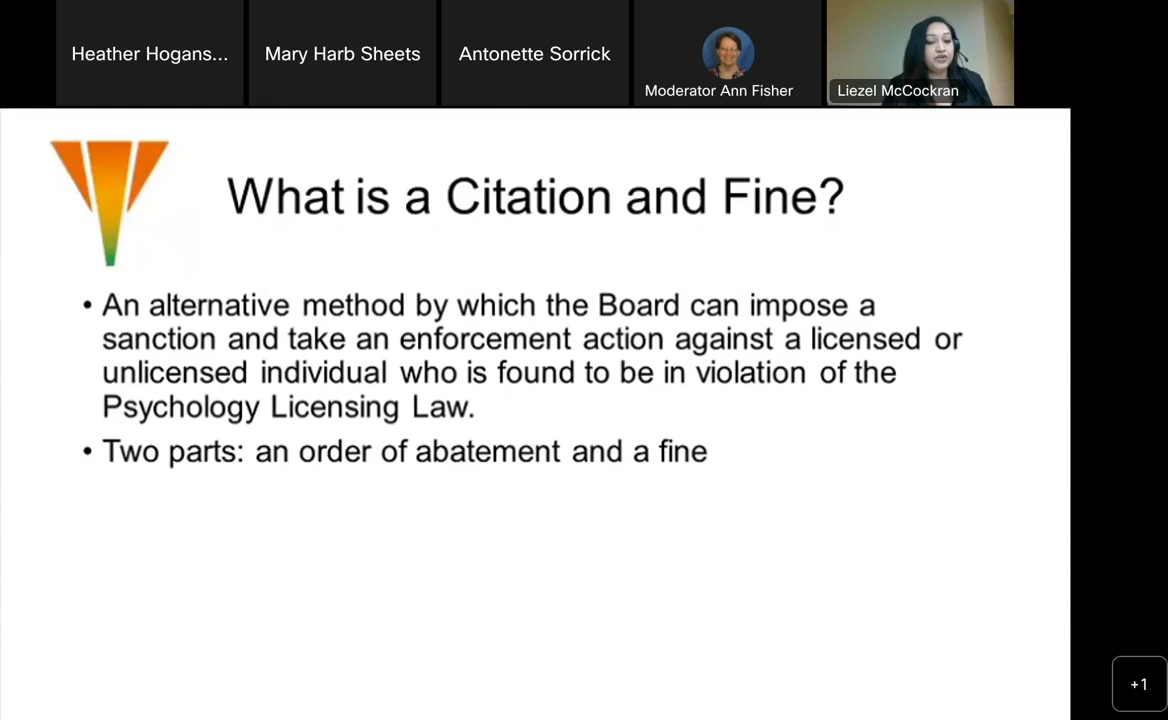 Heather Hogans...
Mary Harb Sheets
Antonette Sorrick
Moderator Ann Fisher
Liezel McCockran
What is a Citation and Fine?
• An alternative method by which the Board can impose a
sanction and take an enforcement action against a licensed or
unlicensed individual who is found to be in violation of the
Psychology Licensing Law.
• Two parts: an order of abatement and a fine
+1